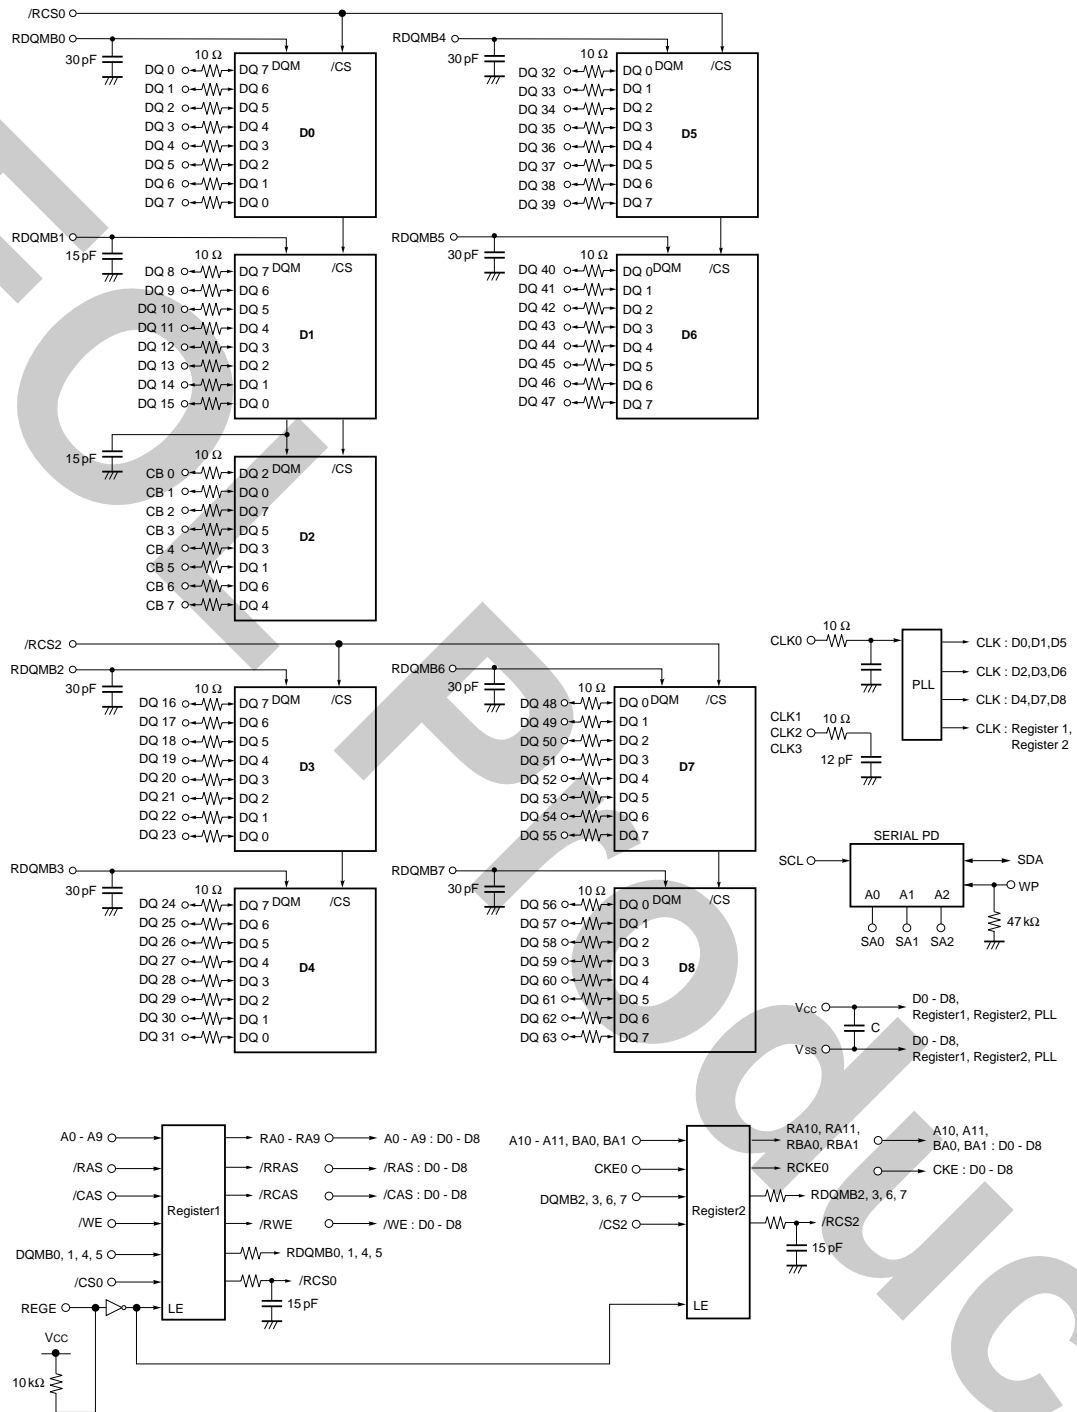 /RCS0
RDQMB0
30 pF
10 Ω
DQM
/CS
DQ 0
DQ 7
DQ 1
DQ 6
DQ 2
DQ 5
DQ 3
DQ 4
D0
DQ 4
DQ 3
DQ 5
DQ 2
DQ 6
DQ 1
DQ 7
DQ 0
RDQMB4
30 pF
10 Ω
DQM
/CS
DQ 32
DQ 0
DQ 33
DQ 1
DQ 34
DQ 2
DQ 35
DQ 3
D5
DQ 36
DQ 4
DQ 37
DQ 5
DQ 38
DQ 6
DQ 39
DQ 7
RDQMB1
15 pF
10 Ω
DQM
/CS
DQ 8
DQ 7
DQ 9
DQ 6
DQ 10
DQ 5
DQ 11
DQ 4
D1
DQ 12
DQ 3
DQ 13
DQ 2
DQ 14
DQ 1
DQ 15
DQ 0
RDQMB5
30 pF
10 Ω
DQM
/CS
DQ 40
DQ 0
DQ 41
DQ 1
DQ 42
DQ 2
DQ 43
DQ 3
D6
DQ 44
DQ 4
DQ 45
DQ 5
DQ 46
DQ 6
DQ 47
DQ 7
15 pF
10 Ω
DQM
/CS
CB 0
DQ 2
CB 1
DQ 0
CB 2
DQ 7
CB 3
DQ 5
D2
CB 4
DQ 3
CB 5
DQ 1
CB 6
DQ 6
CB 7
DQ 4
/RCS2
RDQMB2
30 pF
10 Ω
DQM
/CS
DQ 16
DQ 7
DQ 17
DQ 6
DQ 18
DQ 5
DQ 19
DQ 4
D3
DQ 20
DQ 3
DQ 21
DQ 2
DQ 22
DQ 1
DQ 23
DQ 0
RDQMB6
30 pF
10 Ω
DQM
/CS
DQ 48
DQ 0
DQ 49
DQ 1
DQ 50
DQ 2
DQ 51
DQ 3
D7
DQ 52
DQ 4
DQ 53
DQ 5
DQ 54
DQ 6
DQ 55
DQ 7
RDQMB3
30 pF
10 Ω
DQM
/CS
DQ 24
DQ 7
DQ 25
DQ 6
DQ 26
DQ 5
DQ 27
DQ 4
D4
DQ 28
DQ 3
DQ 29
DQ 2
DQ 30
DQ 1
DQ 31
DQ 0
RDQMB7
30 pF
10 Ω
DQM
/CS
DQ 56
DQ 0
DQ 57
DQ 1
DQ 58
DQ 2
DQ 59
DQ 3
D8
DQ 60
DQ 4
DQ 61
DQ 5
DQ 62
DQ 6
DQ 63
DQ 7
CLK0
10 Ω
PLL
CLK : D0,D1,D5
CLK : D2,D3,D6
CLK : D4,D7,D8
CLK : Register 1,
Register 2
CLK1
CLK2
CLK3
10 Ω
12 pF
SERIAL PD
SCL
SDA
WP
A0 A1 A2
47 kΩ
SA0 SA1 SA2
VCC
D0 - D8,
Register1, Register2, PLL
C
VSS
D0 - D8,
Register1, Register2, PLL
A0 - A9
RA0 - RA9
A0 - A9 : D0 - D8
/RAS
/RRAS
/RAS : D0 - D8
/CAS
/RCAS
/CAS : D0 - D8
Register1
/WE
/RWE
/WE : D0 - D8
DQMB0, 1, 4, 5
RDQMB0, 1, 4, 5
/CS0
/RCS0
15 pF
REGE
LE
VCC
10 kΩ
A10 - A11, BA0, BA1
RA10, RA11,
RBA0, RBA1
A10, A11,
BA0, BA1 : D0 - D8
CKE0
RCKE0
CKE : D0 - D8
DQMB2, 3, 6, 7
RDQMB2, 3, 6, 7
Register2
/CS2
/RCS2
15 pF
LE
EOL Product